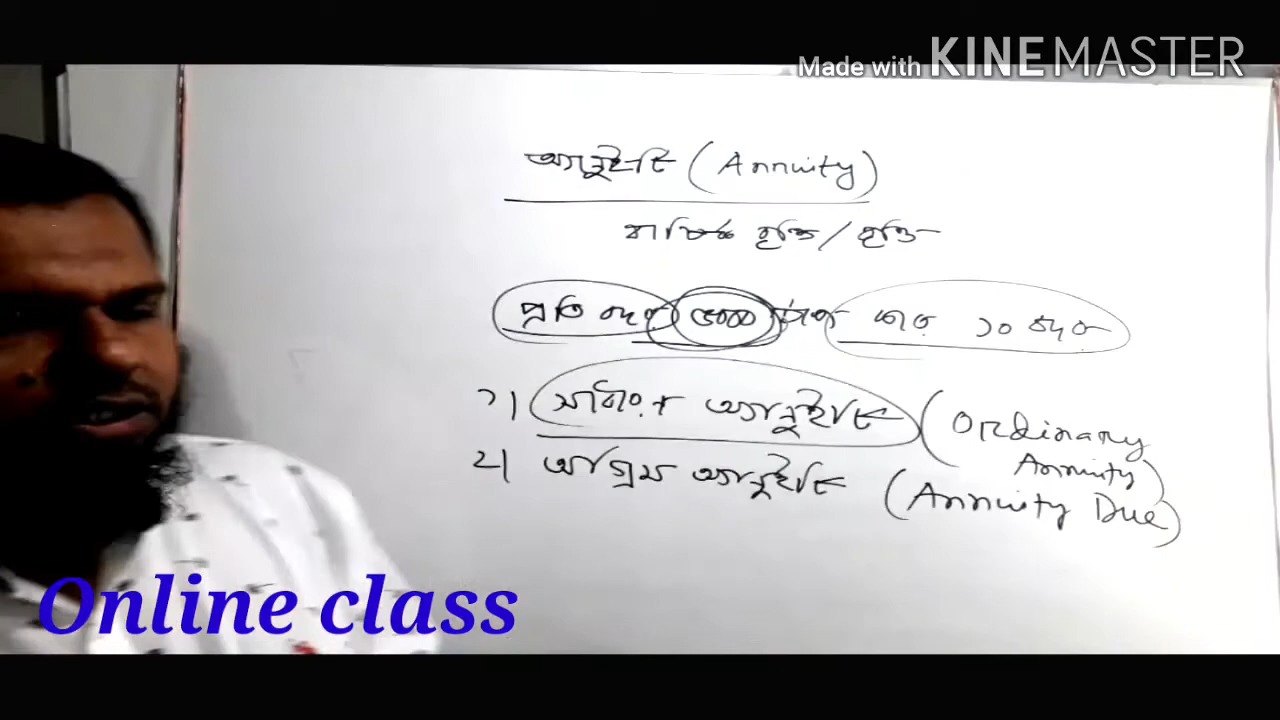 Made with KINEMASTER
অ্যানুইটি (Annuity)
বার্ষিক বৃত্তি / বৃত্তি
প্রতি বছর ৫০০০ টাকা করে ১০ বছর
১। সাধারণ অ্যানুইটি (Ordinary Annuity)
২। অগ্রিম অ্যানুইটি (Annuity Due)
Online class